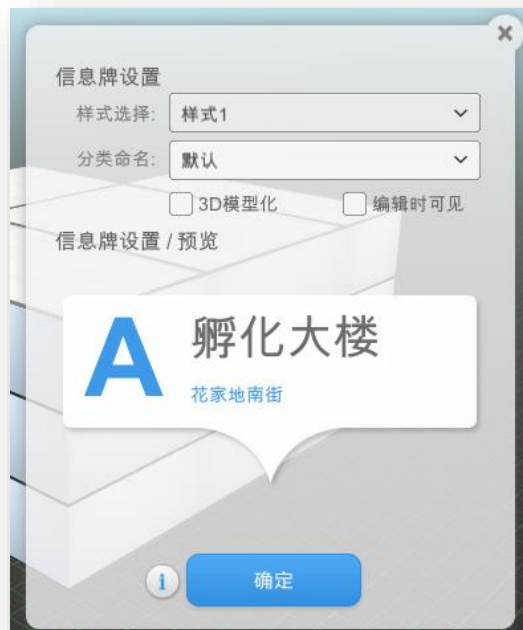 信息牌设置
样式选择: 样式1
分类命名: 默认
3D模型化 编辑时可见
信息牌设置 / 预览
A 孵化大楼
花家地南街
i 确定